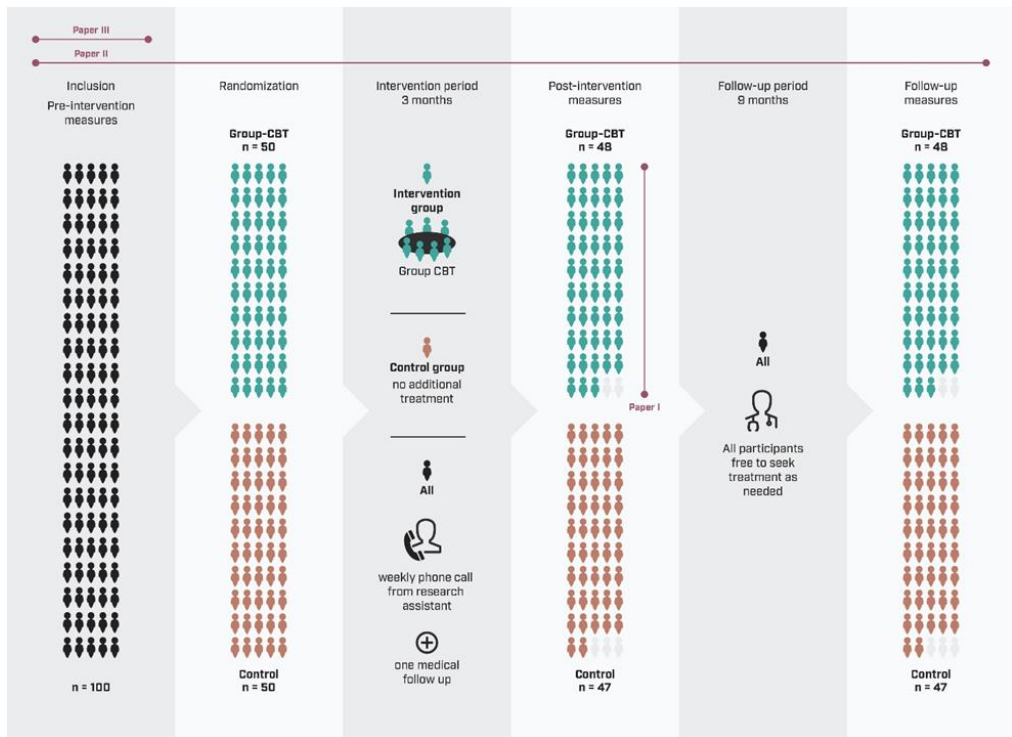 Paper III
Paper II
Inclusion
Pre-intervention
measures
n = 100
Randomization
Group-CBT
n = 50
Control
n = 50
Intervention period
3 months
Intervention
group
Group CBT
Control group
no additional
treatment
All
weekly phone call
from research
assistant
one medical
follow up
Post-intervention
measures
Group-CBT
n = 48
Paper I
Control
n = 47
Follow-up period
9 months
All
All participants
free to seek
treatment as
needed
Follow-up
measures
Group-CBT
n = 48
Control
n = 47